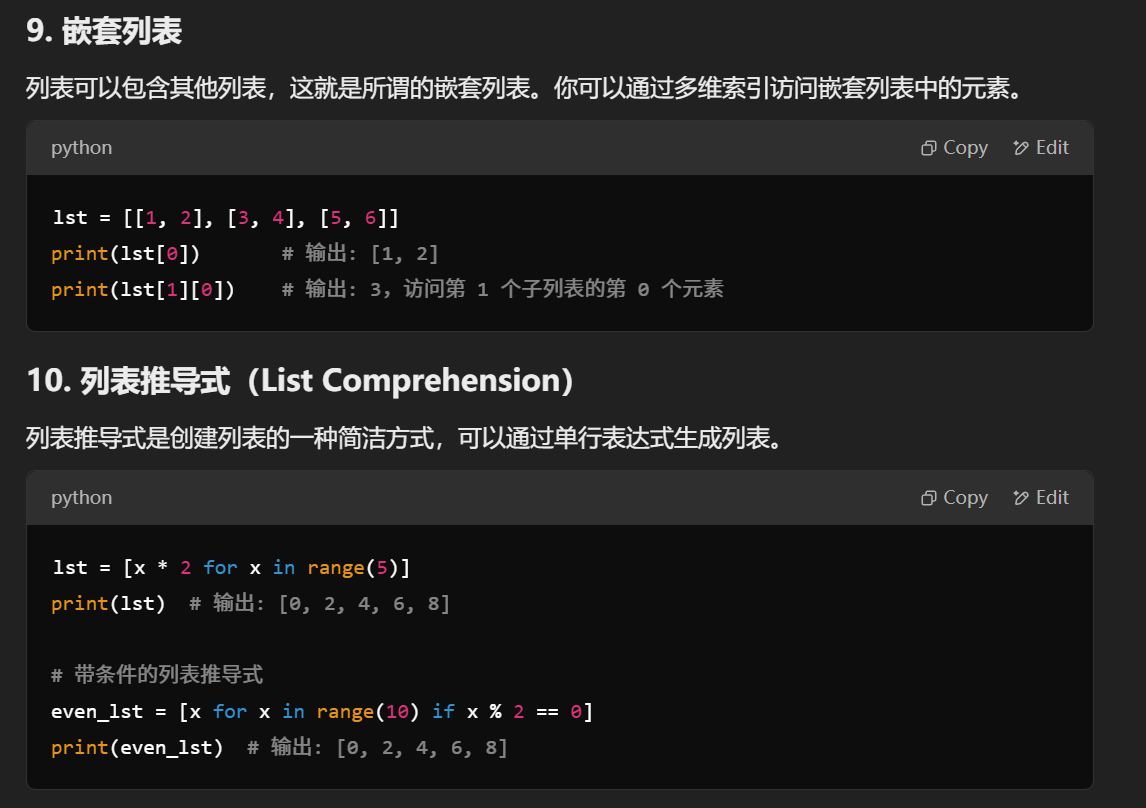 9. 嵌套列表
列表可以包含其他列表，这就是所谓的嵌套列表。你可以通过多维索引访问嵌套列表中的元素。
python Copy Edit
lst = [[1, 2], [3, 4], [5, 6]]
print(lst[0])       # 输出: [1, 2]
print(lst[1][0])    # 输出: 3，访问第 1 个子列表的第 0 个元素
10. 列表推导式（List Comprehension）
列表推导式是创建列表的一种简洁方式，可以通过单行表达式生成列表。
python Copy Edit
lst = [x * 2 for x in range(5)]
print(lst)  # 输出: [0, 2, 4, 6, 8]
# 带条件的列表推导式
even_lst = [x for x in range(10) if x % 2 == 0]
print(even_lst)  # 输出: [0, 2, 4, 6, 8]